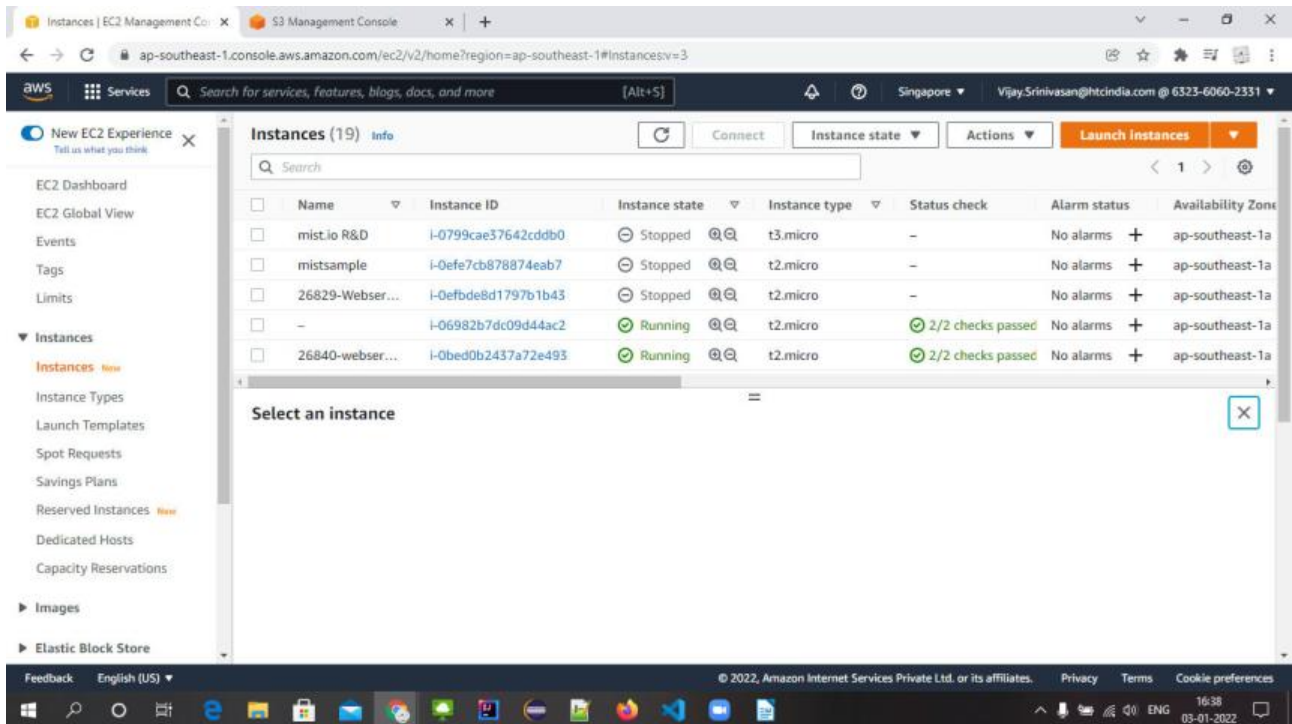 Instances | EC2 Management Co
S3 Management Console
ap-southeast-1.console.aws.amazon.com/ec2/v2/home?region=ap-southeast-1#Instances:v=3
aws Services Search for services, features, blogs, docs, and more [Alt+S] Singapore Vijay.Srinivasan@htcindia.com @ 6323-6060-2331
New EC2 Experience
Tell us what you think
EC2 Dashboard
EC2 Global View
Events
Tags
Limits
Instances
Instances New
Instance Types
Launch Templates
Spot Requests
Savings Plans
Reserved Instances New
Dedicated Hosts
Capacity Reservations
Images
Elastic Block Store
Instances (19) Info Connect Instance state Actions Launch instances
Search 1
Name Instance ID Instance state Instance type Status check Alarm status Availability Zone
mist.io R&D i-0799cae37642cddb0 Stopped t3.micro – No alarms + ap-southeast-1a
mistsample i-0efe7cb878874eab7 Stopped t2.micro – No alarms + ap-southeast-1a
26829-Webser... i-0efbde8d1797b1b43 Stopped t2.micro – No alarms + ap-southeast-1a
– i-06982b7dc09d44ac2 Running t2.micro 2/2 checks passed No alarms + ap-southeast-1a
26840-webser... i-0bed0b2437a72e493 Running t2.micro 2/2 checks passed No alarms + ap-southeast-1a
Select an instance
Feedback English (US) © 2022, Amazon Internet Services Private Ltd. or its affiliates. Privacy Terms Cookie preferences
ENG 16:38
03-01-2022